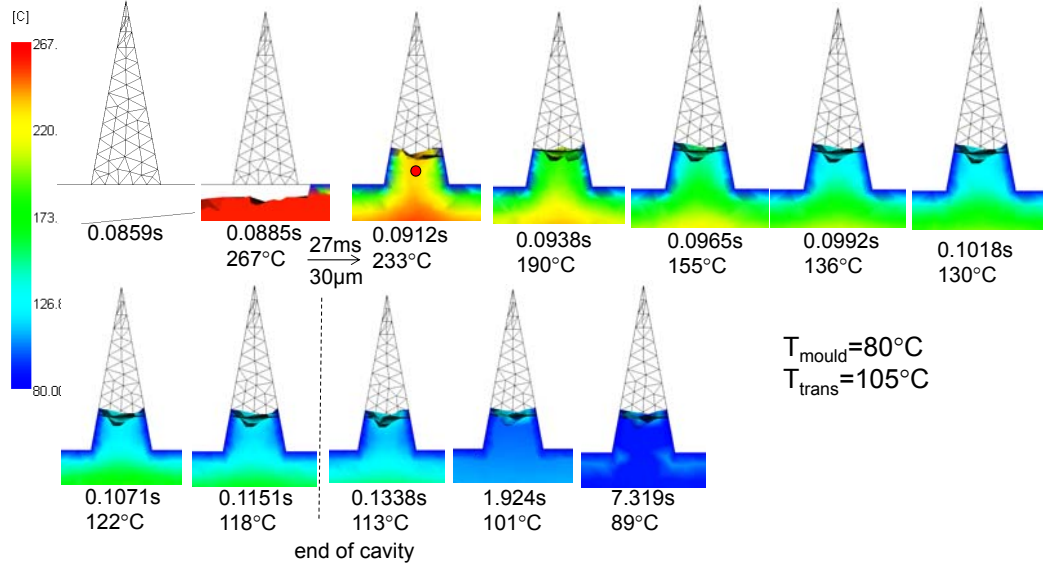 [C]
267.
220.
173.
126.8
80.00
0.0859s
0.0885s
267°C
27ms
30µm
0.0912s
233°C
0.0938s
190°C
0.0965s
155°C
0.0992s
136°C
0.1018s
130°C
0.1071s
122°C
0.1151s
118°C
0.1338s
113°C
1.924s
101°C
7.319s
89°C
end of cavity
Tmould=80°C
Ttrans=105°C